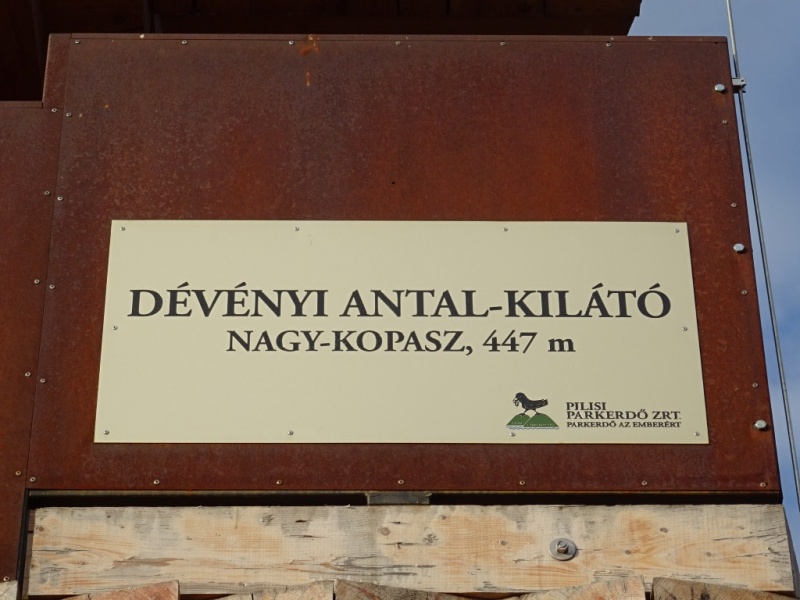 DÉVÉNYI ANTAL-KILÁTÓ
NAGY-KOPASZ, 447 m
PILISI
PARKERDŐ ZRT.
PARKERDŐ AZ EMBERÉRT